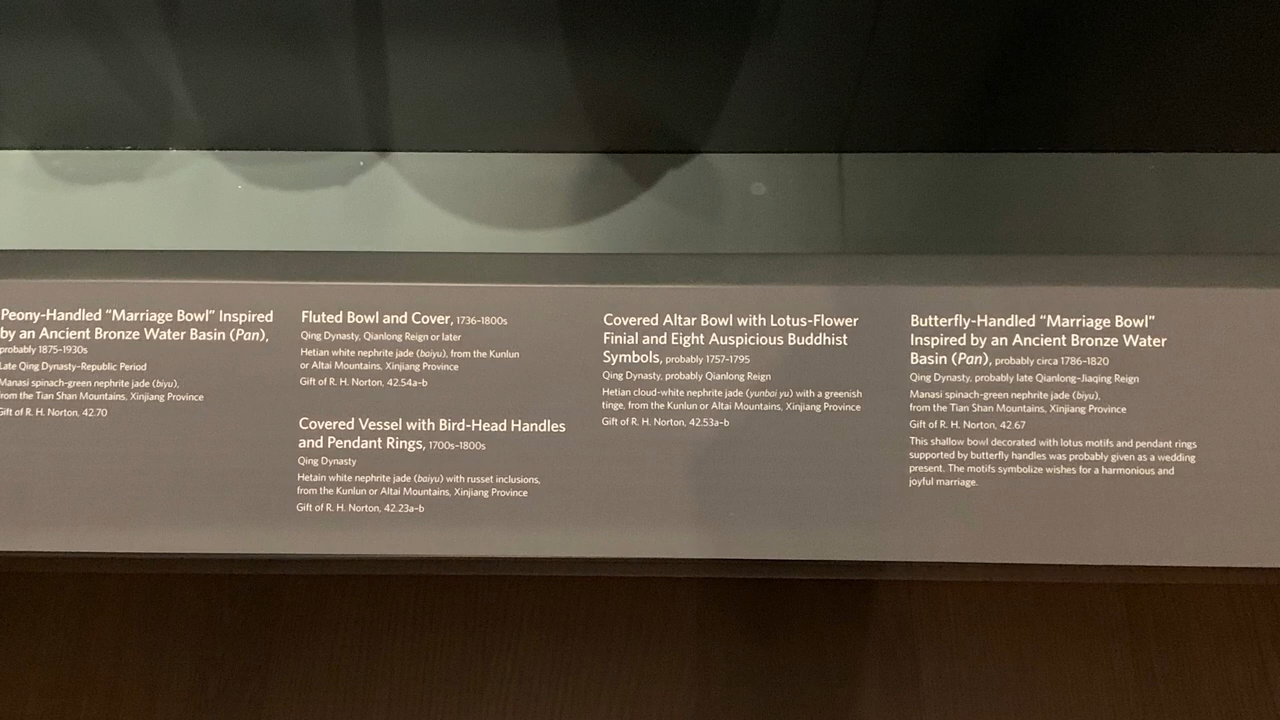 Peony-Handled “Marriage Bowl” Inspired
by an Ancient Bronze Water Basin (Pan),
probably 1875-1930s
Late Qing Dynasty-Republic Period
Manasi spinach-green nephrite jade (biyu),
from the Tian Shan Mountains, Xinjiang Province
Gift of R. H. Norton, 42.70
Fluted Bowl and Cover, 1736-1800s
Qing Dynasty, Qianlong Reign or later
Hetian white nephrite jade (baiyu), from the Kunlun
or Altai Mountains, Xinjiang Province
Gift of R. H. Norton, 42.54a-b
Covered Vessel with Bird-Head Handles
and Pendant Rings, 1700s-1800s
Qing Dynasty
Hetain white nephrite jade (baiyu) with russet inclusions,
from the Kunlun or Altai Mountains, Xinjiang Province
Gift of R. H. Norton, 42.23a-b
Covered Altar Bowl with Lotus-Flower
Finial and Eight Auspicious Buddhist
Symbols, probably 1757-1795
Qing Dynasty, probably Qianlong Reign
Hetian cloud-white nephrite jade (yunbai yu) with a greenish
tinge, from the Kunlun or Altai Mountains, Xinjiang Province
Gift of R. H. Norton, 42.53a-b
Butterfly-Handled “Marriage Bowl”
Inspired by an Ancient Bronze Water
Basin (Pan), probably circa 1786-1820
Qing Dynasty, probably late Qianlong-Jiaqing Reign
Manasi spinach-green nephrite jade (biyu),
from the Tian Shan Mountains, Xinjiang Province
Gift of R. H. Norton, 42.67
This shallow bowl decorated with lotus motifs and pendant rings
supported by butterfly handles was probably given as a wedding
present. The motifs symbolize wishes for a harmonious and
joyful marriage.